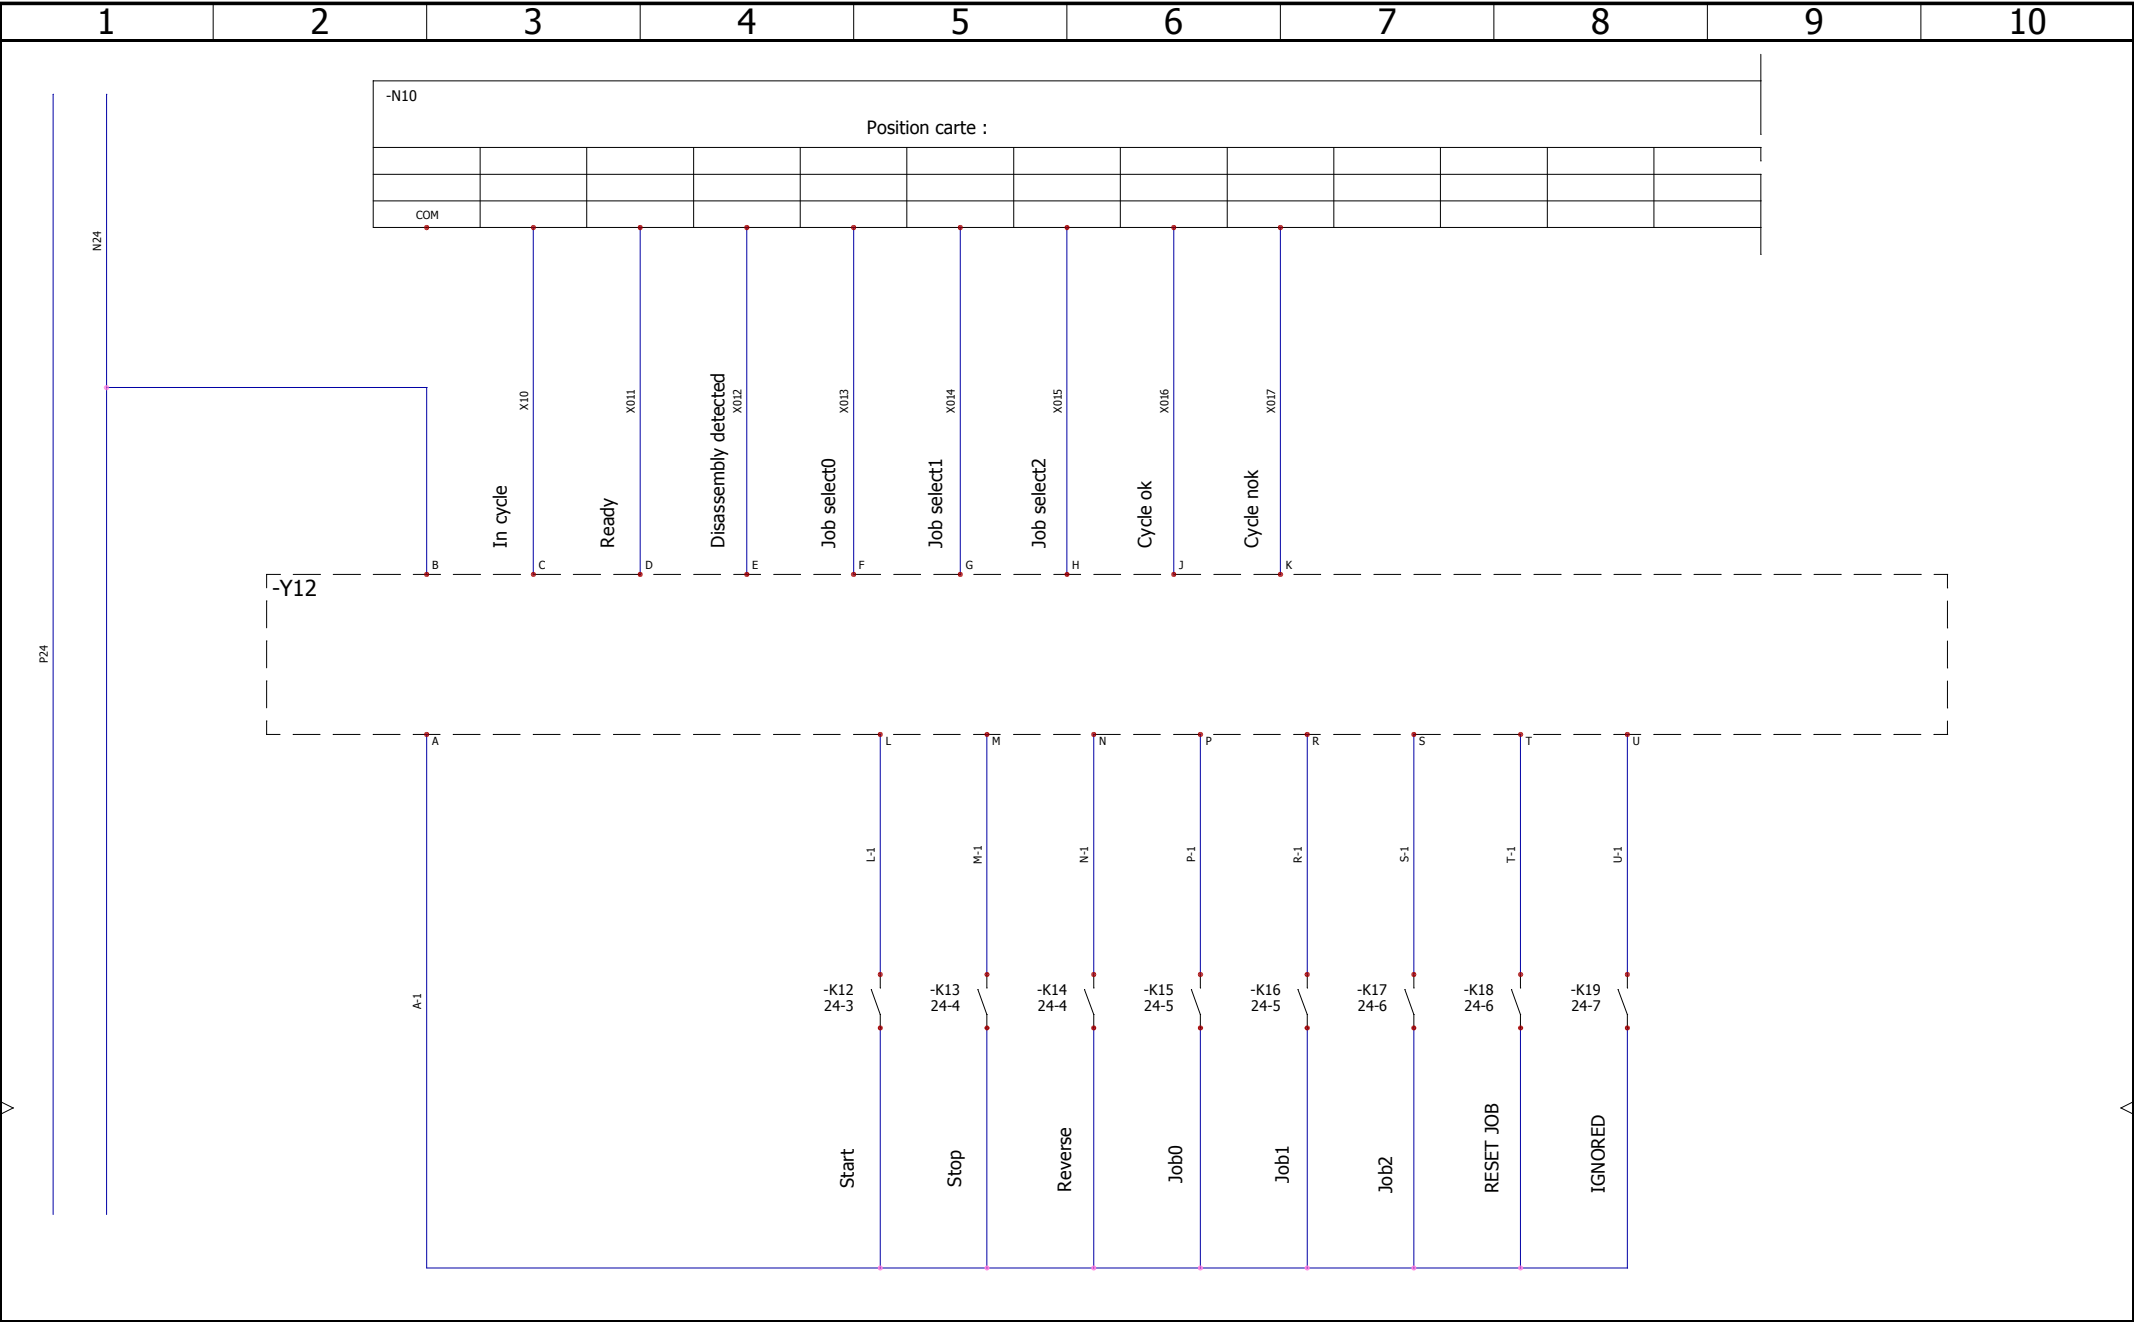 1 2 3 4 5 6 7 8 9 10
-N10
Position carte :
COM
N24
P24
X10
X011
X012
X013
X014
X015
X016
X017
In cycle
Ready
Disassembly detected
Job select0
Job select1
Job select2
Cycle ok
Cycle nok
B C D E F G H J K
-Y12
A L M N P R S T U
A-1
L-1
M-1
N-1
P-1
R-1
S-1
T-1
U-1
-K12
24-3
-K13
24-4
-K14
24-4
-K15
24-5
-K16
24-5
-K17
24-6
-K18
24-6
-K19
24-7
Start
Stop
Reverse
Job0
Job1
Job2
RESET JOB
IGNORED